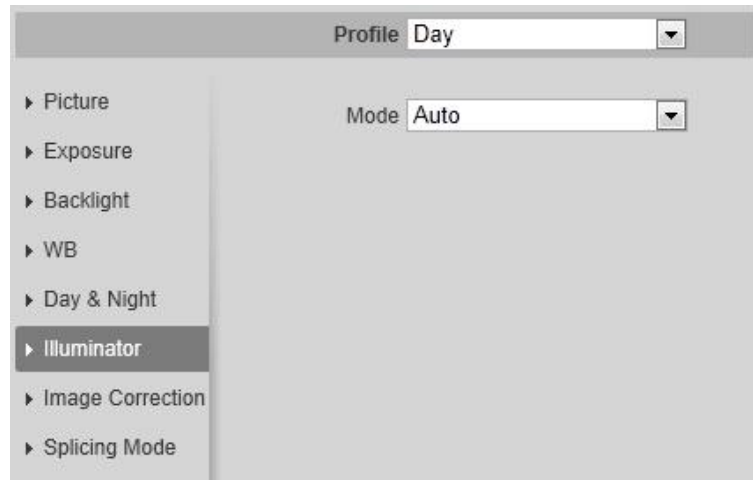 Profile Day
Mode Auto
Picture
Exposure
Backlight
WB
Day & Night
Illuminator
Image Correction
Splicing Mode